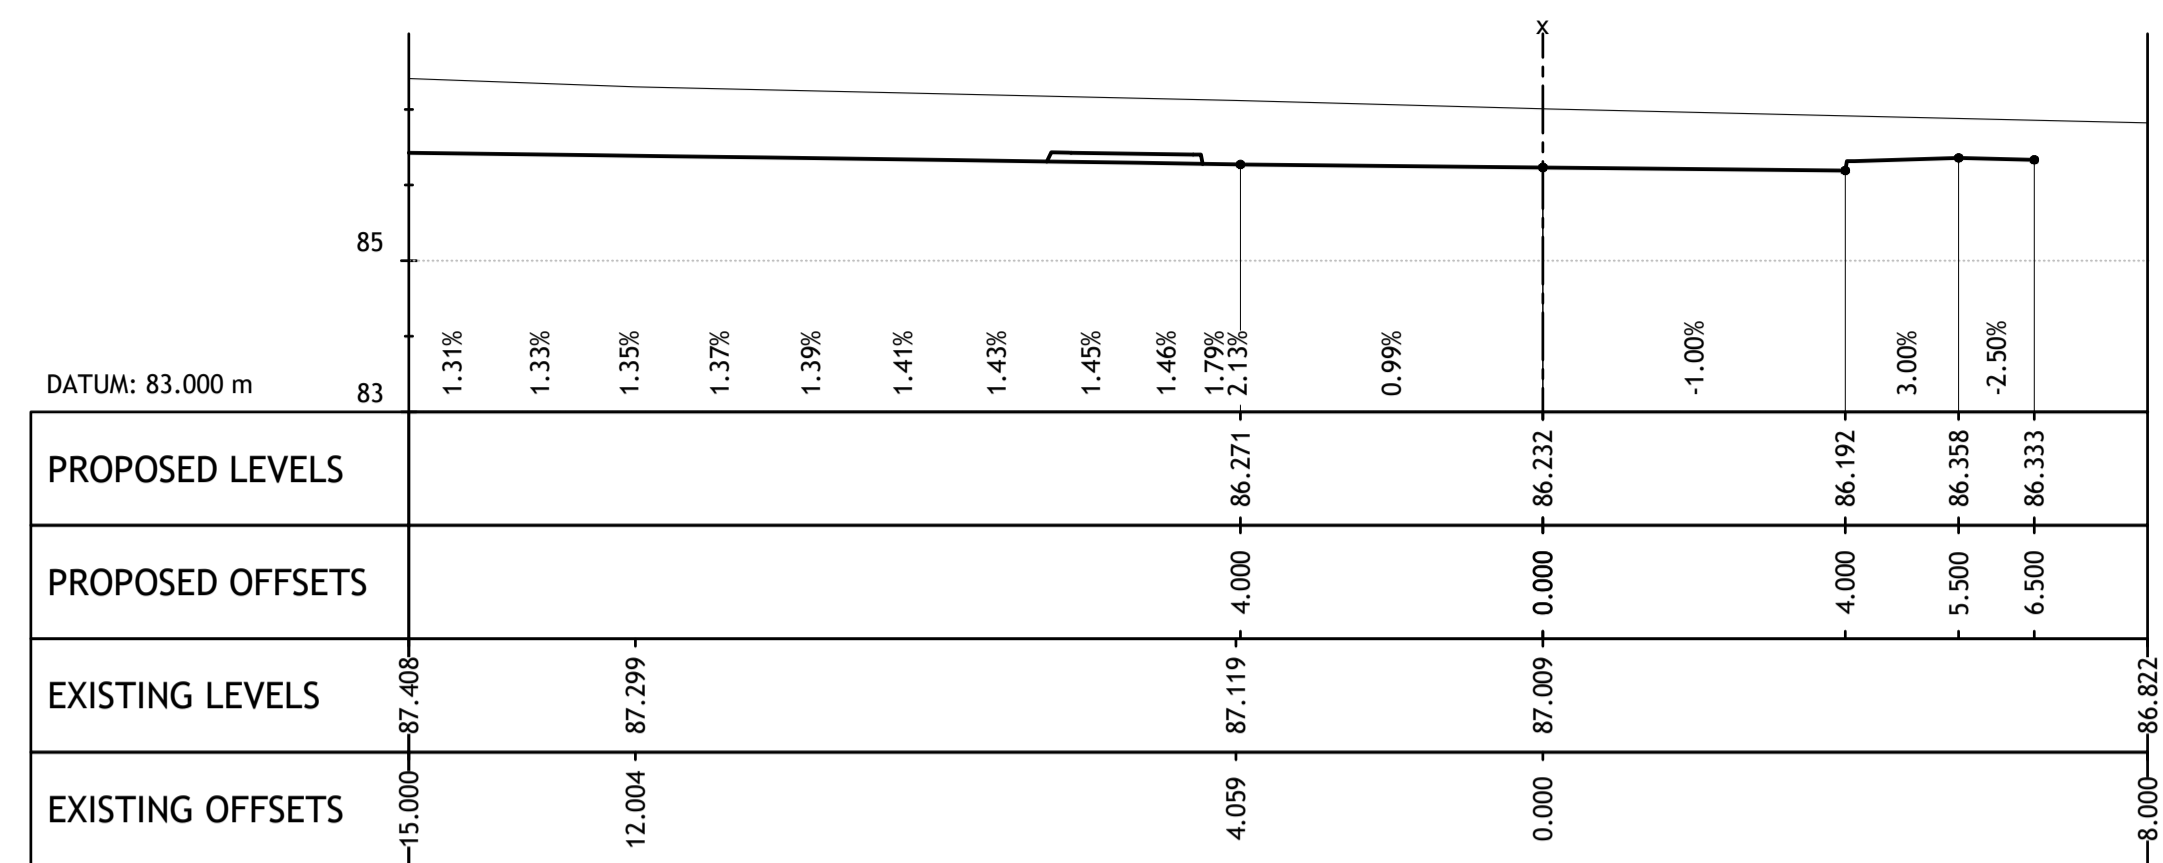 x
85
1.31% 1.33% 1.35% 1.37% 1.39% 1.41% 1.43% 1.45% 1.46% 1.79% 2.13% 0.99% -1.00% 3.00% -2.50%
DATUM: 83.000 m
83
PROPOSED LEVELS 86.271 86.232 86.192 86.358 86.333
PROPOSED OFFSETS 4.000 0.000 4.000 5.500 6.500
EXISTING LEVELS 87.408 87.299 87.119 87.009 86.822
EXISTING OFFSETS 15.000 12.004 4.059 0.000 8.000